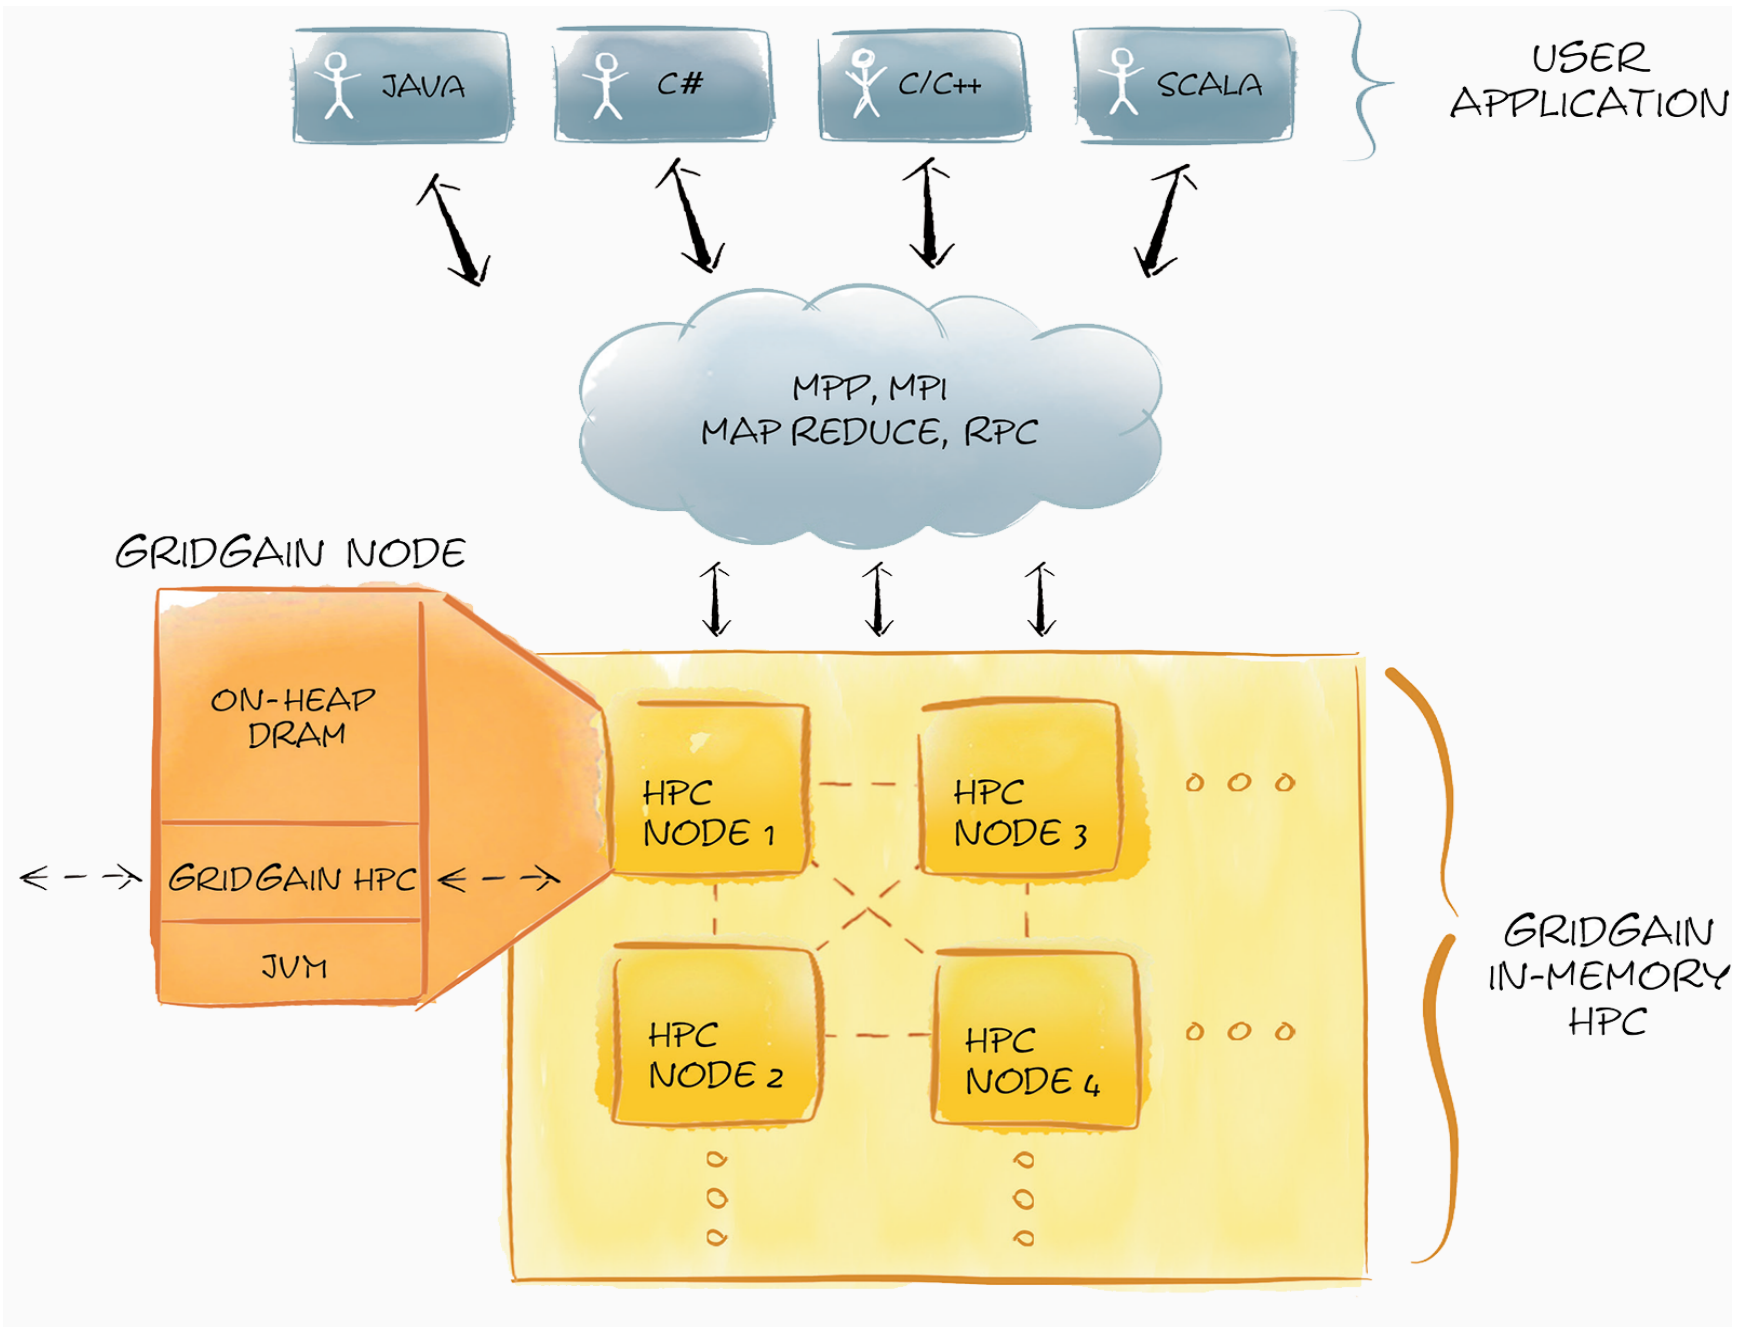 JAVA
C#
C/C++
SCALA
USER
APPLICATION
MPP, MPI
MAP REDUCE, RPC
GRIDGAIN NODE
ON-HEAP
DRAM
GRIDGAIN HPC
JVM
HPC
NODE 1
HPC
NODE 3
HPC
NODE 2
HPC
NODE 4
GRIDGAIN
IN-MEMORY
HPC